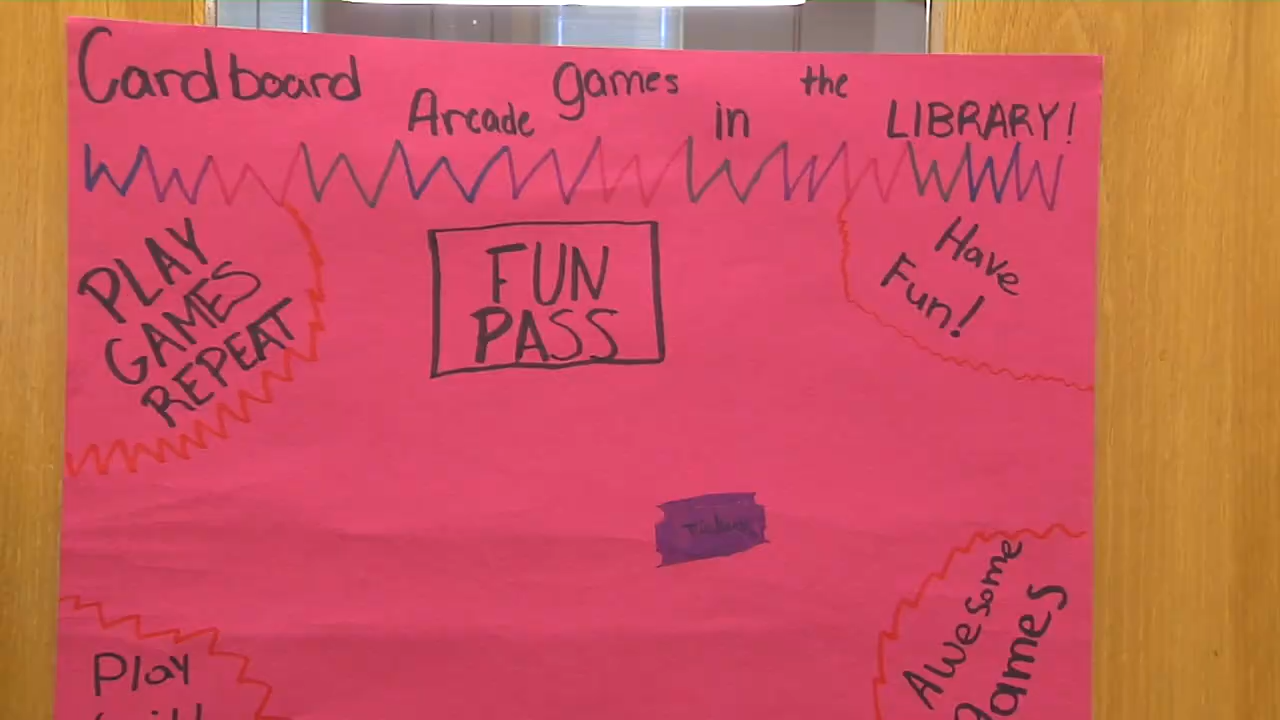 Cardboard Arcade games in the LIBRARY!
PLAY
GAMES
REPEAT
FUN
PASS
Have
Fun!
Awesome
games
Play